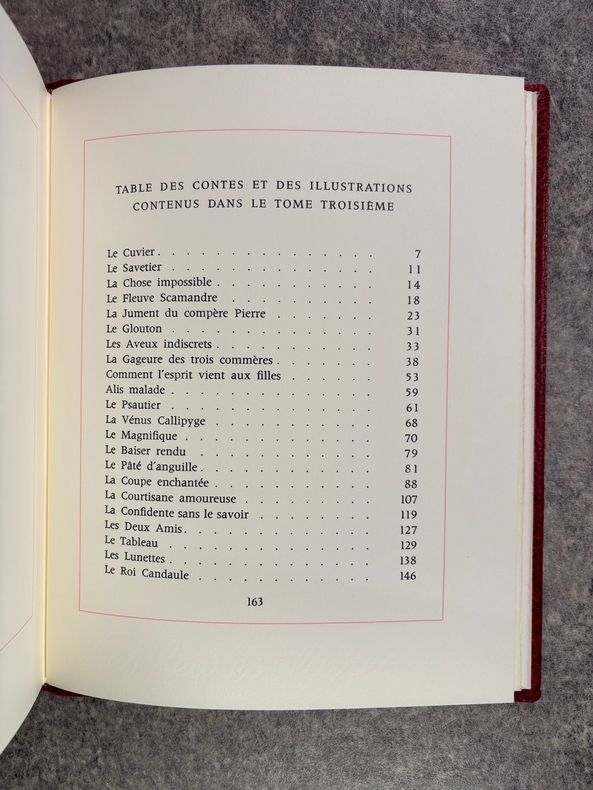 TABLE DES CONTES ET DES ILLUSTRATIONS
CONTENUS DANS LE TOME TROISIÈME
Le Cuvier . . . . . . . . . . . . . . 7
Le Savetier . . . . . . . . . . . . . 11
La Chose impossible . . . . . . . . . . 14
Le Fleuve Scamandre . . . . . . . . . . 18
La Jument du compère Pierre . . . . . . . 23
Le Glouton . . . . . . . . . . . . . 31
Les Aveux indiscrets . . . . . . . . . . 33
La Gageure des trois commères . . . . . . . 38
Comment l'esprit vient aux filles . . . . . . 53
Alis malade . . . . . . . . . . . . . 59
Le Psautier . . . . . . . . . . . . . 61
La Vénus Callipyge . . . . . . . . . . 68
Le Magnifique . . . . . . . . . . . . 70
Le Baiser rendu . . . . . . . . . . . 79
Le Pâté d'anguille . . . . . . . . . . . 81
La Coupe enchantée . . . . . . . . . . 88
La Courtisane amoureuse . . . . . . . . 107
La Confidente sans le savoir . . . . . . . 119
Les Deux Amis . . . . . . . . . . . . 127
Le Tableau . . . . . . . . . . . . . 129
Les Lunettes . . . . . . . . . . . . . 138
Le Roi Candaule . . . . . . . . . . . 146
163